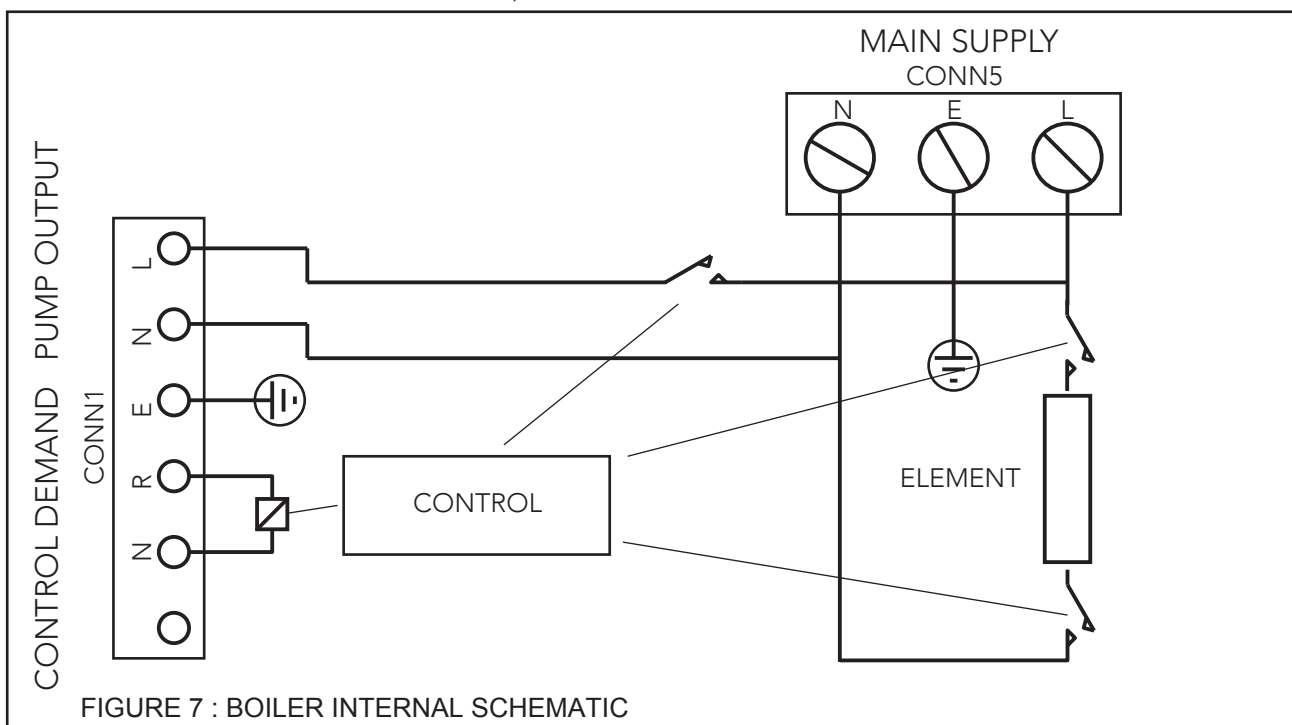 MAIN SUPPLY
CONN5
N E L
CONTROL DEMAND PUMP OUTPUT
CONN1
L
N
E
R
N
CONTROL
ELEMENT
FIGURE 7 : BOILER INTERNAL SCHEMATIC